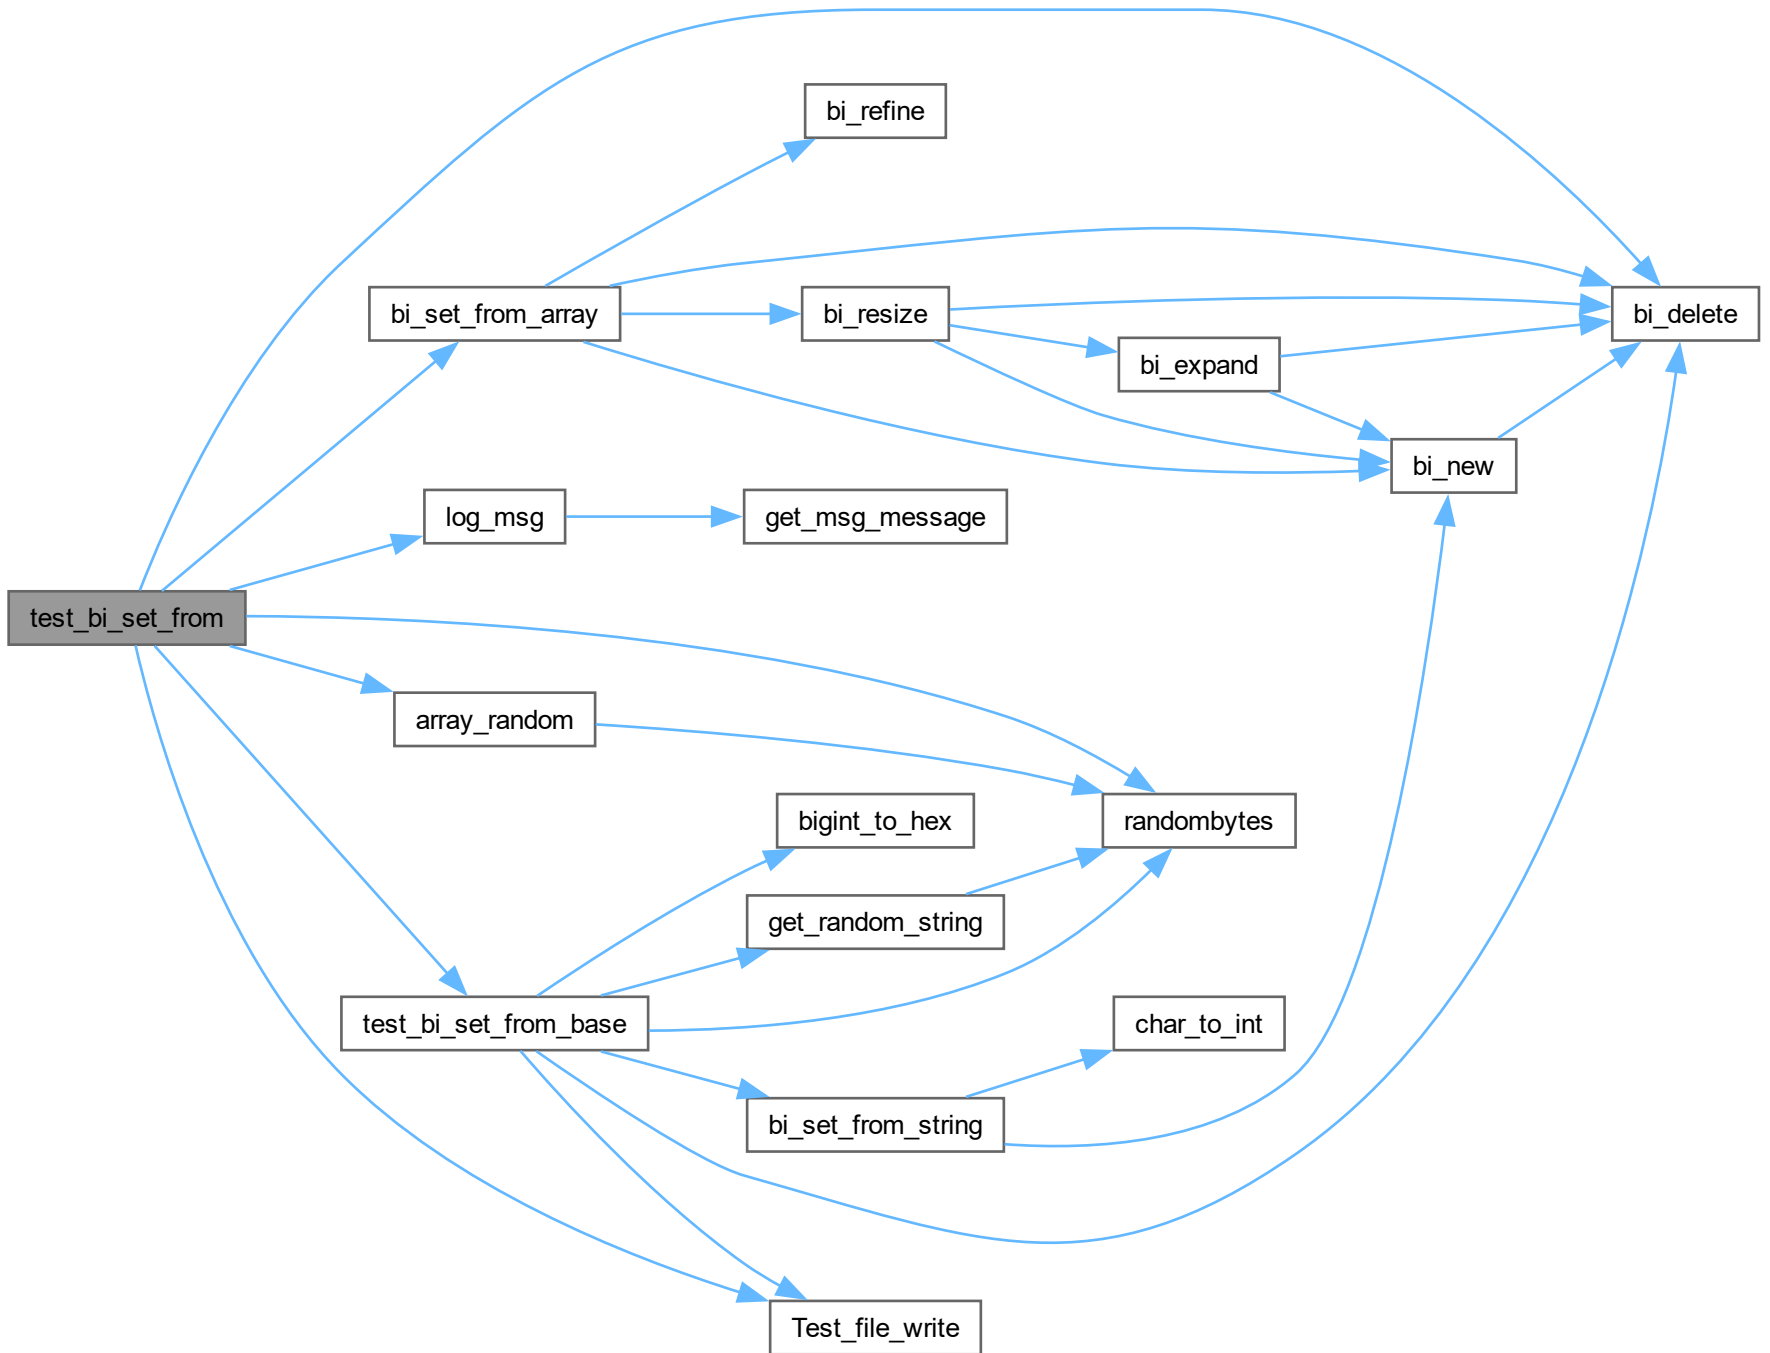 bi_refine
bi_set_from_array
bi_resize
bi_delete
bi_expand
bi_new
log_msg
get_msg_message
test_bi_set_from
array_random
bigint_to_hex
randombytes
get_random_string
test_bi_set_from_base
char_to_int
bi_set_from_string
Test_file_write